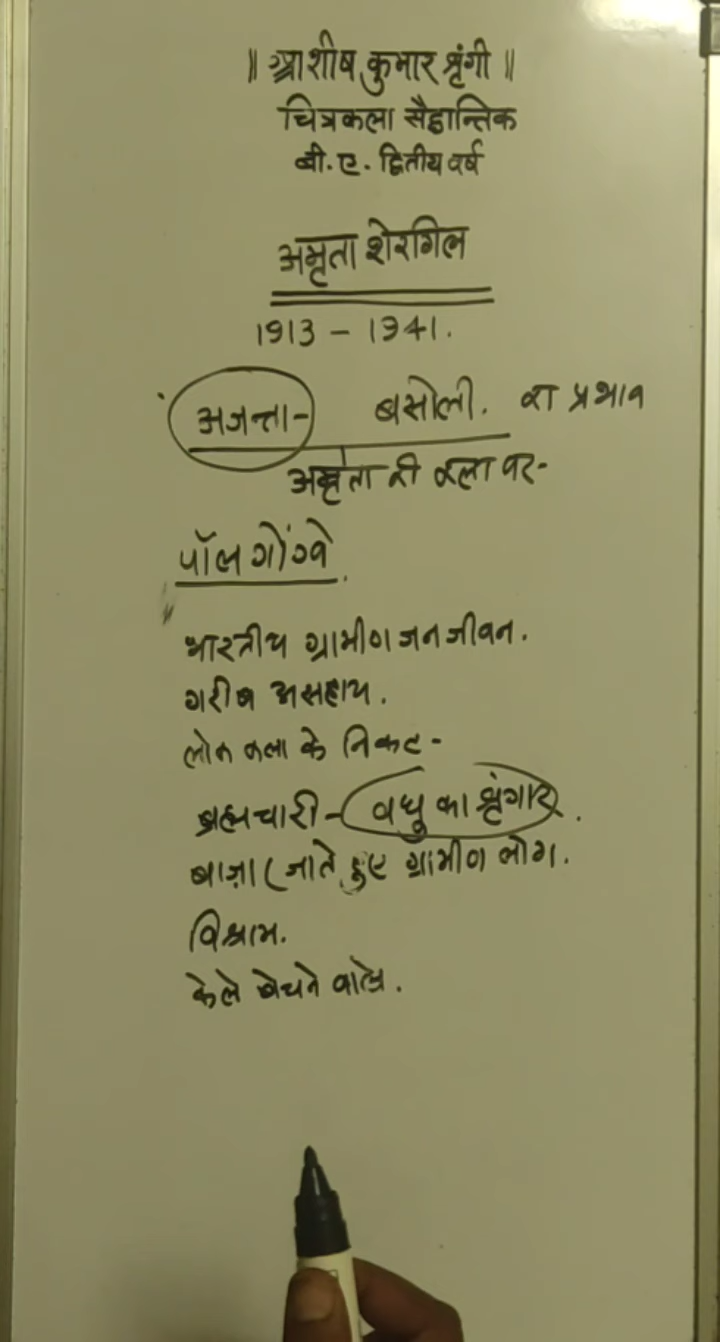 ॥ आशीष कुमार श्रृंगी ॥
चित्रकला सैद्धान्तिक
बी. ए. द्वितीय वर्ष
अमृता शेरगिल
1913 - 1941.
अजन्ता- बसोली. का प्रभाव
अमृता की कला पर-
पॉल गोंग्वे
भारतीय ग्रामीण जन जीवन.
गरीब असहाय.
लोक कला के निकट -
ब्रह्मचारी - वधु का श्रृंगार.
बाज़ार जाते हुए ग्रामीण लोग.
विश्राम.
केले बेचने वाले.